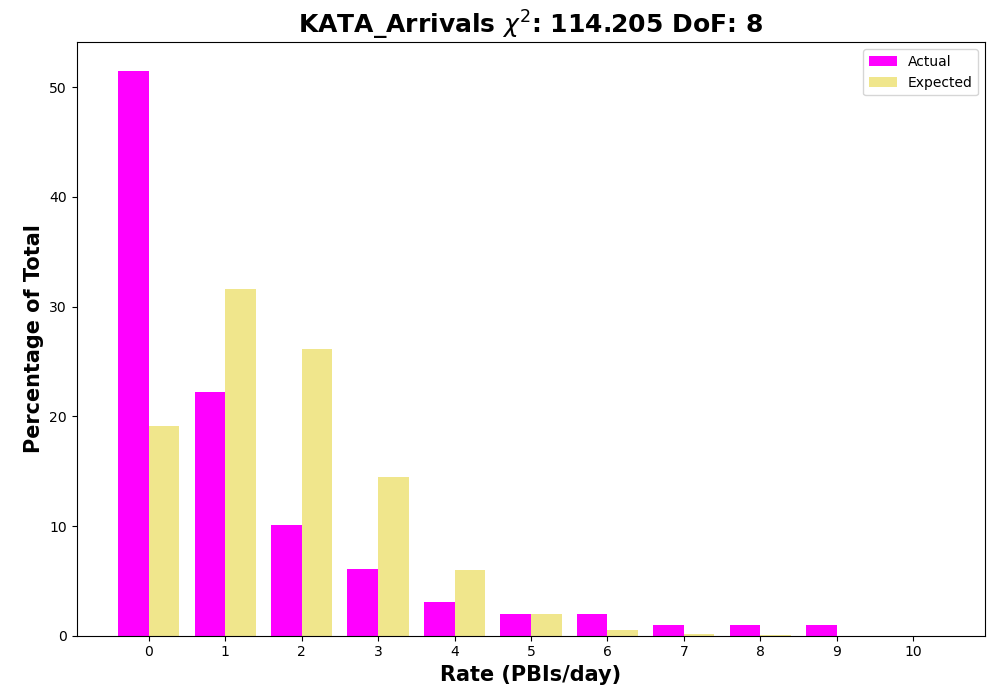 KATA_Arrivals χ²: 114.205 DoF: 8
Actual
Expected
Percentage of Total
50
40
30
20
10
0
0 1 2 3 4 5 6 7 8 9 10
Rate (PBIs/day)